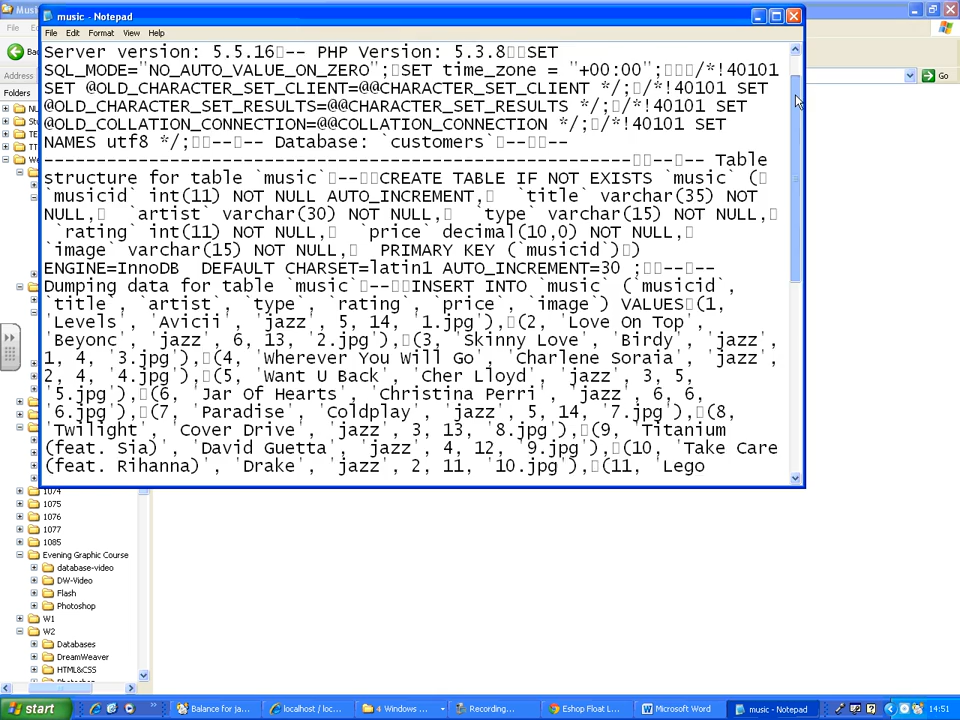 Musi
music - Notepad
File Edit Format View Help
Server version: 5.5.16 -- PHP Version: 5.3.8 SET
SQL_MODE="NO_AUTO_VALUE_ON_ZERO"; SET time_zone = "+00:00"; /*!40101
SET @OLD_CHARACTER_SET_CLIENT=@@CHARACTER_SET_CLIENT */; /*!40101 SET
@OLD_CHARACTER_SET_RESULTS=@@CHARACTER_SET_RESULTS */; /*!40101 SET
@OLD_COLLATION_CONNECTION=@@COLLATION_CONNECTION */; /*!40101 SET
NAMES utf8 */; -- -- Database: `customers` -- --
-------------------------------------------------------- -- -- Table
structure for table `music` -- CREATE TABLE IF NOT EXISTS `music` (
`musicid` int(11) NOT NULL AUTO_INCREMENT, `title` varchar(35) NOT
NULL, `artist` varchar(30) NOT NULL, `type` varchar(15) NOT NULL,
`rating` int(11) NOT NULL, `price` decimal(10,0) NOT NULL,
`image` varchar(15) NOT NULL, PRIMARY KEY (`musicid`) )
ENGINE=InnoDB DEFAULT CHARSET=latin1 AUTO_INCREMENT=30 ; -- --
Dumping data for table `music` -- INSERT INTO `music` (`musicid`,
`title`, `artist`, `type`, `rating`, `price`, `image`) VALUES (1,
'Levels', 'Avicii', 'jazz', 5, 14, '1.jpg'), (2, 'Love On Top',
'Beyonc', 'jazz', 6, 13, '2.jpg'), (3, 'Skinny Love', 'Birdy', 'jazz',
1, 4, '3.jpg'), (4, 'Wherever You Will Go', 'Charlene Soraia', 'jazz',
2, 4, '4.jpg'), (5, 'Want U Back', 'Cher Lloyd', 'jazz', 3, 5,
'5.jpg'), (6, 'Jar Of Hearts', 'Christina Perri', 'jazz', 6, 6,
'6.jpg'), (7, 'Paradise', 'Coldplay', 'jazz', 5, 14, '7.jpg'), (8,
'Twilight', 'Cover Drive', 'jazz', 3, 13, '8.jpg'), (9, 'Titanium
(feat. Sia)', 'David Guetta', 'jazz', 4, 12, '9.jpg'), (10, 'Take Care
(feat. Rihanna)', 'Drake', 'jazz', 2, 11, '10.jpg'), (11, 'Lego
File
Address
Go
Folders
1074
1075
1076
1077
1085
Evening Graphic Course
database-video
DW-Video
Flash
Photoshop
W1
W2
Databases
DreamWeaver
HTML&CSS
Photoshop
start
Balance for ja...
localhost / loc...
4 Windows ...
Recording...
Eshop Float L...
Microsoft Word
music - Notepad
14:51